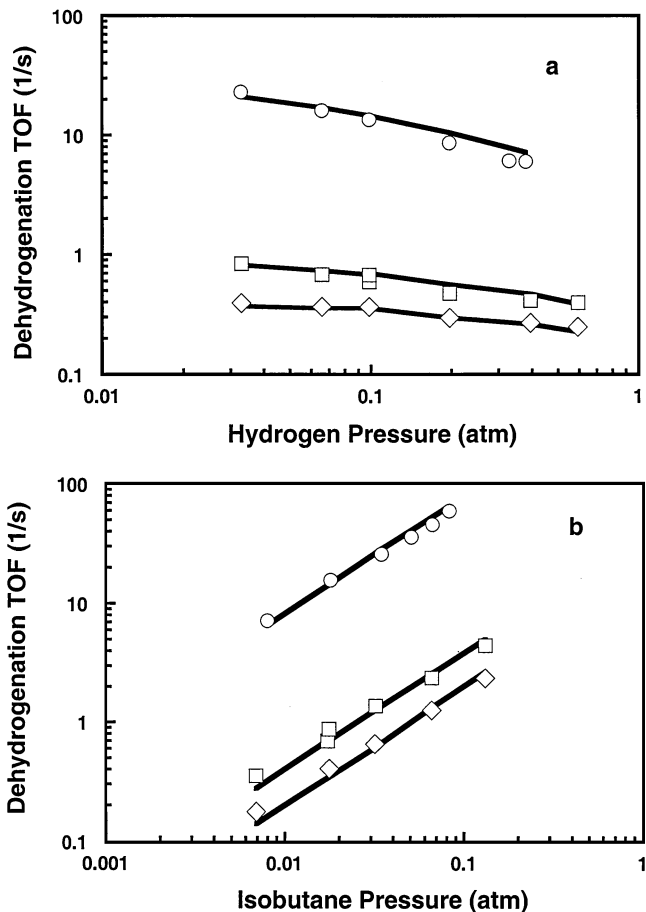 100
10
1
0.1
0.01
0.1
1
Dehydrogenation TOF (1/s)
a
Hydrogen Pressure (atm)
100
10
1
0.1
0.001
0.01
0.1
1
Dehydrogenation TOF (1/s)
b
Isobutane Pressure (atm)